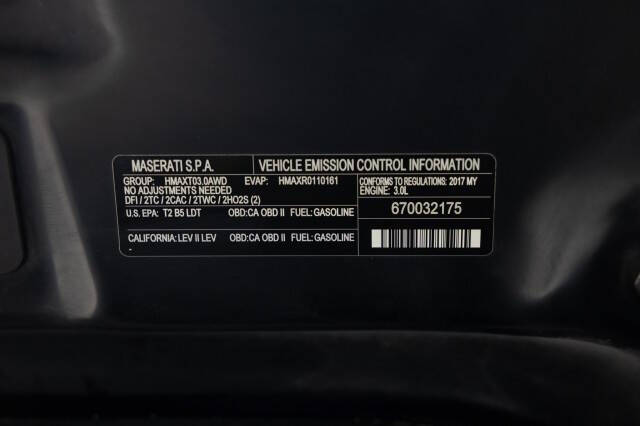 MASERATI S.P.A. VEHICLE EMISSION CONTROL INFORMATION
GROUP: HMAXT03.0AWD EVAP: HMAXR0110161
NO ADJUSTMENTS NEEDED
DFI / 2TC / 2CAC / 2TWC / 2HO2S (2)
CONFORMS TO REGULATIONS: 2017 MY
ENGINE: 3.0L
U.S. EPA: T2 B5 LDT OBD:CA OBD II FUEL:GASOLINE
670032175
CALIFORNIA: LEV II LEV OBD:CA OBD II FUEL:GASOLINE